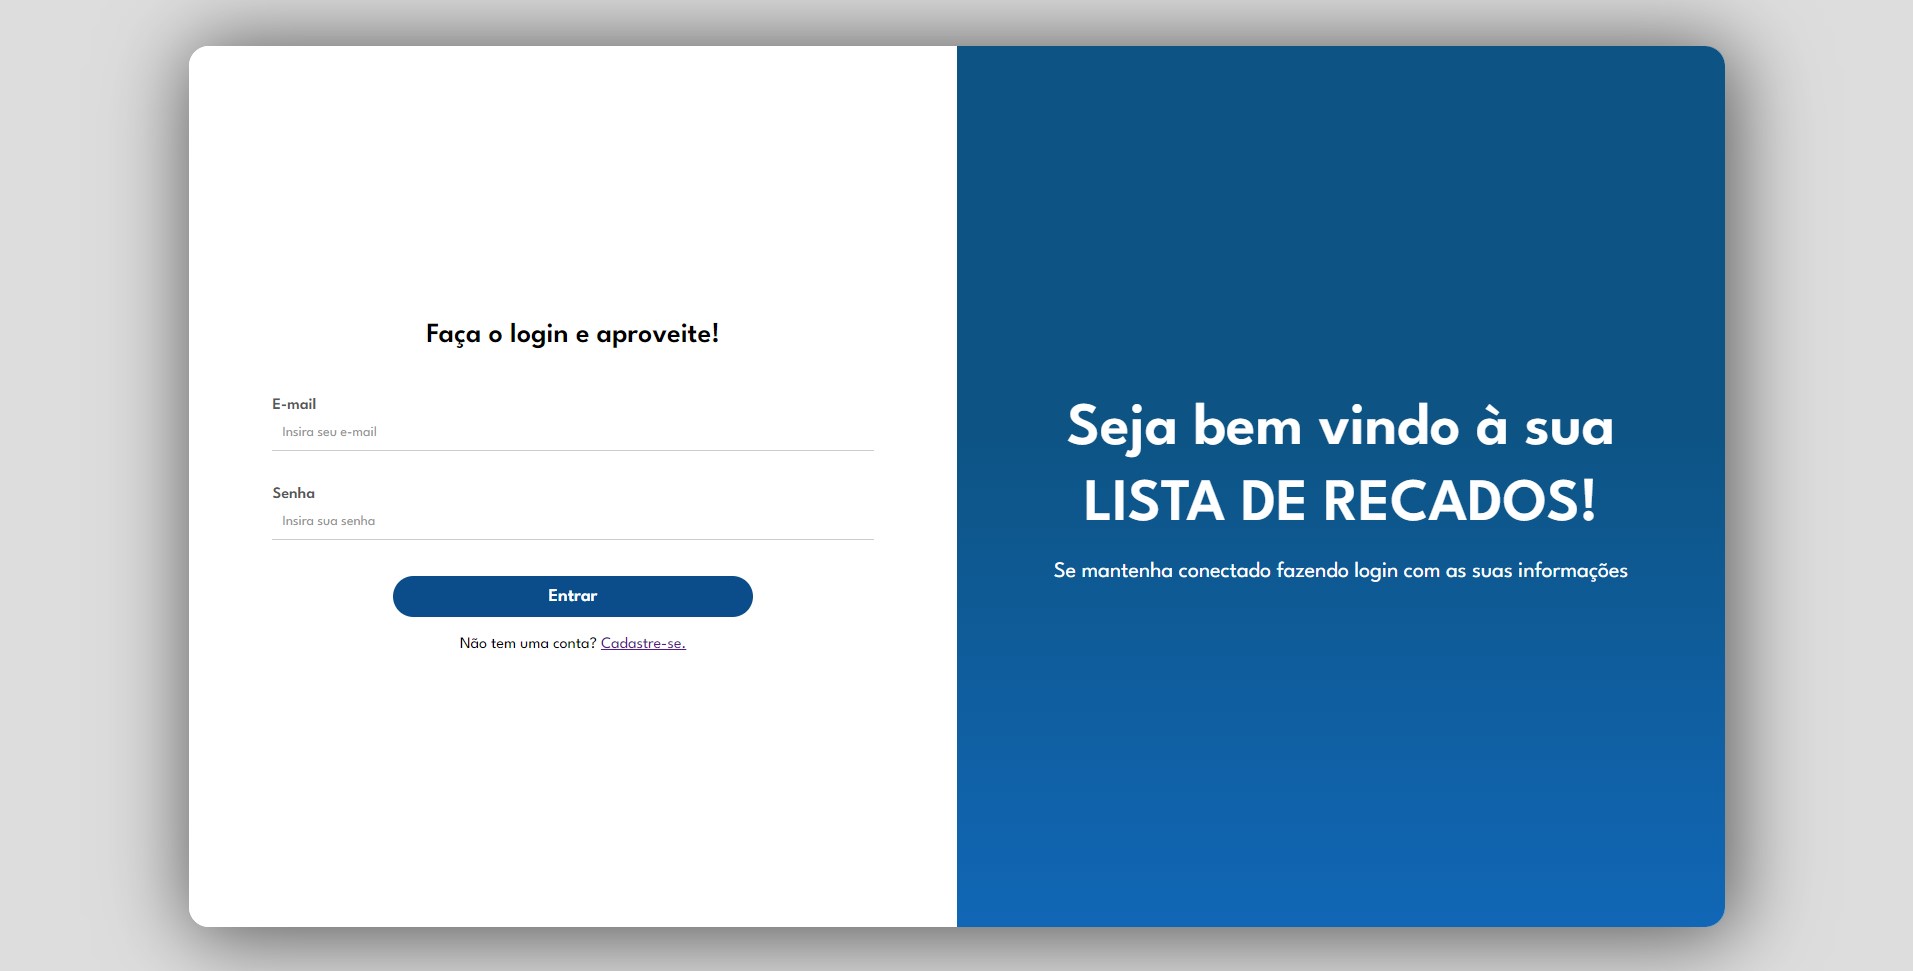 Faça o login e aproveite!
E-mail
Insira seu e-mail
Senha
Insira sua senha
Entrar
Não tem uma conta? Cadastre-se.
Seja bem vindo à sua
LISTA DE RECADOS!
Se mantenha conectado fazendo login com as suas informações